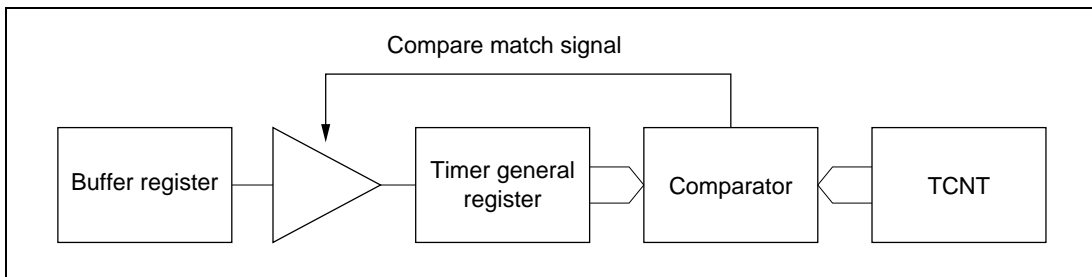 Compare match signal
Buffer register
Timer general
register
Comparator
TCNT